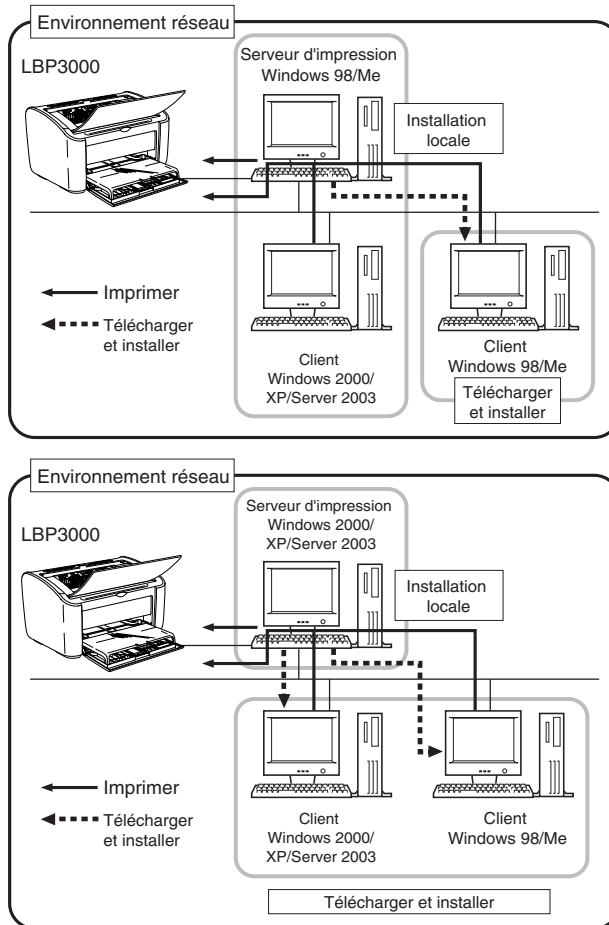 Environnement réseau
LBP3000
Serveur d'impression
Windows 98/Me
Installation
locale
Imprimer
Télécharger
et installer
Client
Windows 2000/
XP/Server 2003
Client
Windows 98/Me
Télécharger
et installer
Environnement réseau
LBP3000
Serveur d'impression
Windows 2000/
XP/Server 2003
Installation
locale
Imprimer
Télécharger
et installer
Client
Windows 2000/
XP/Server 2003
Client
Windows 98/Me
Télécharger et installer